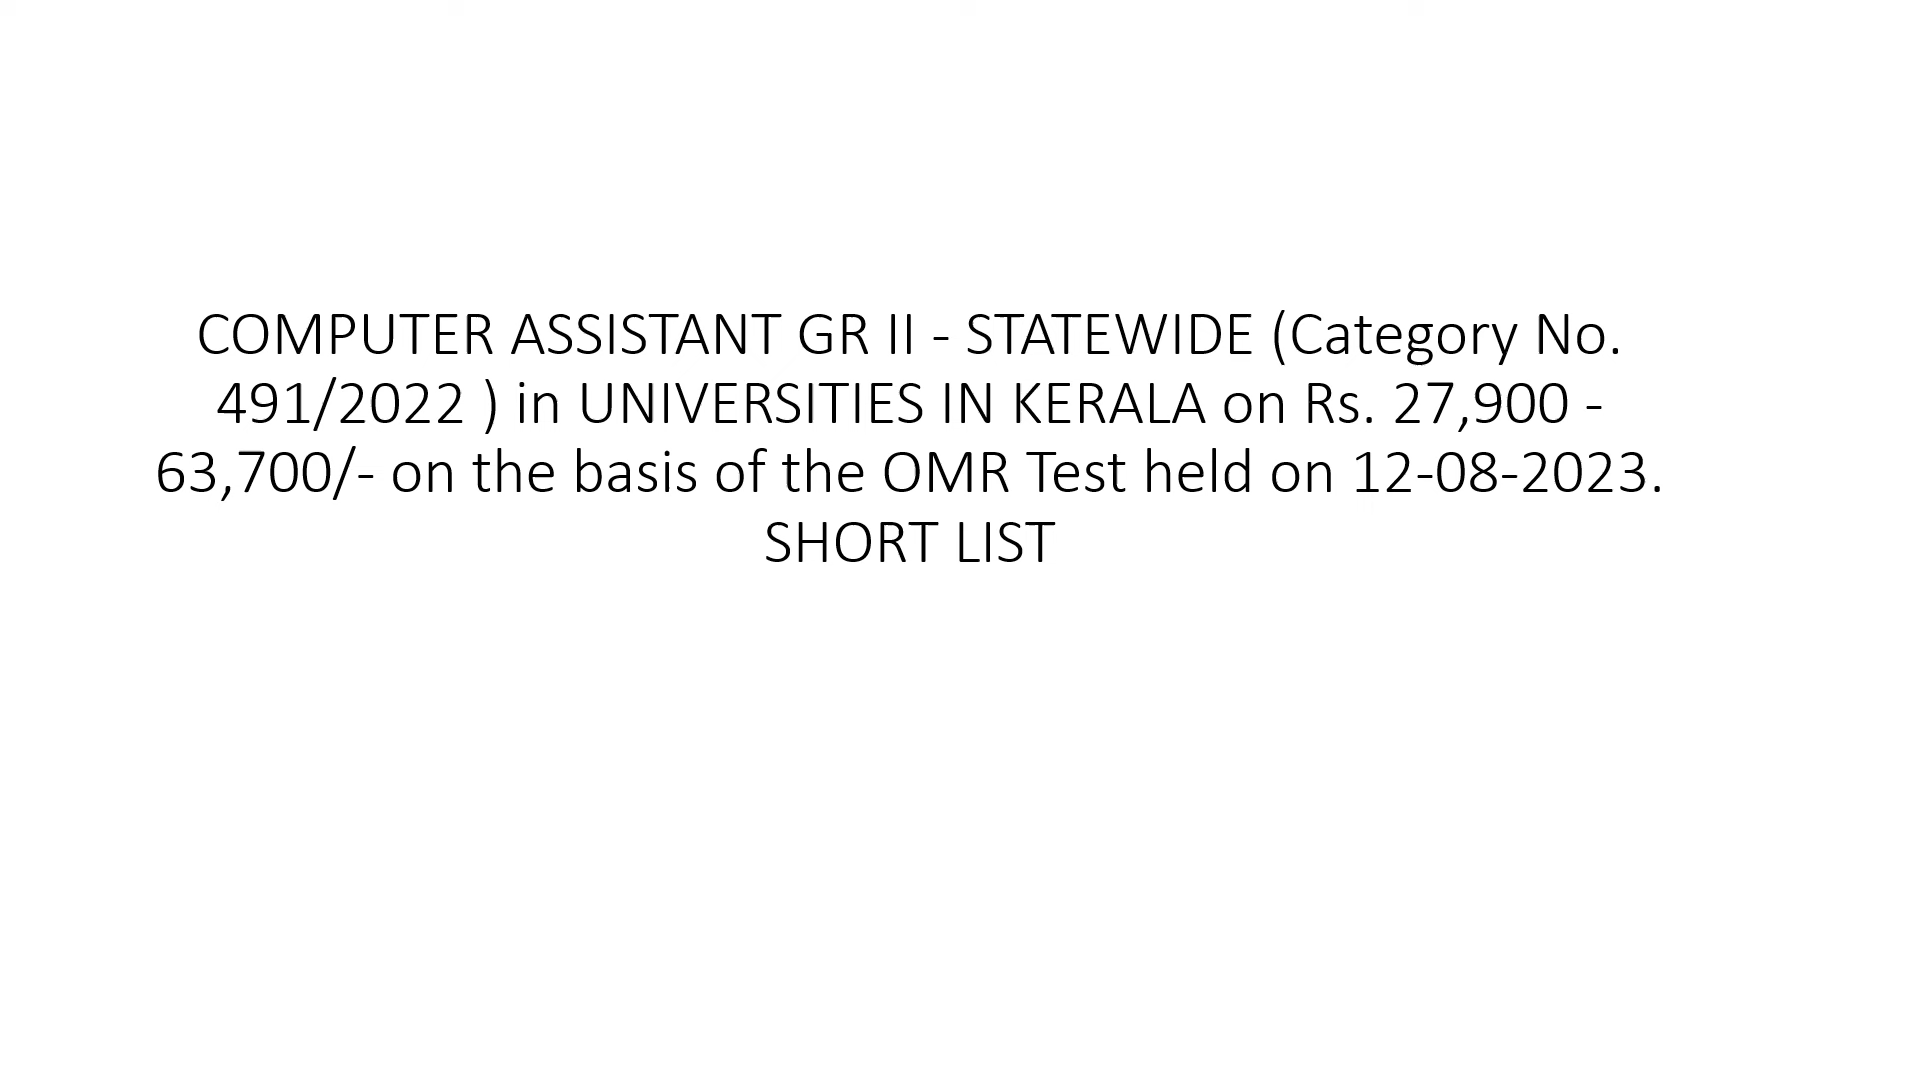 COMPUTER ASSISTANT GR II - STATEWIDE (Category No.
491/2022 ) in UNIVERSITIES IN KERALA on Rs. 27,900 -
63,700/- on the basis of the OMR Test held on 12-08-2023.
SHORT LIST